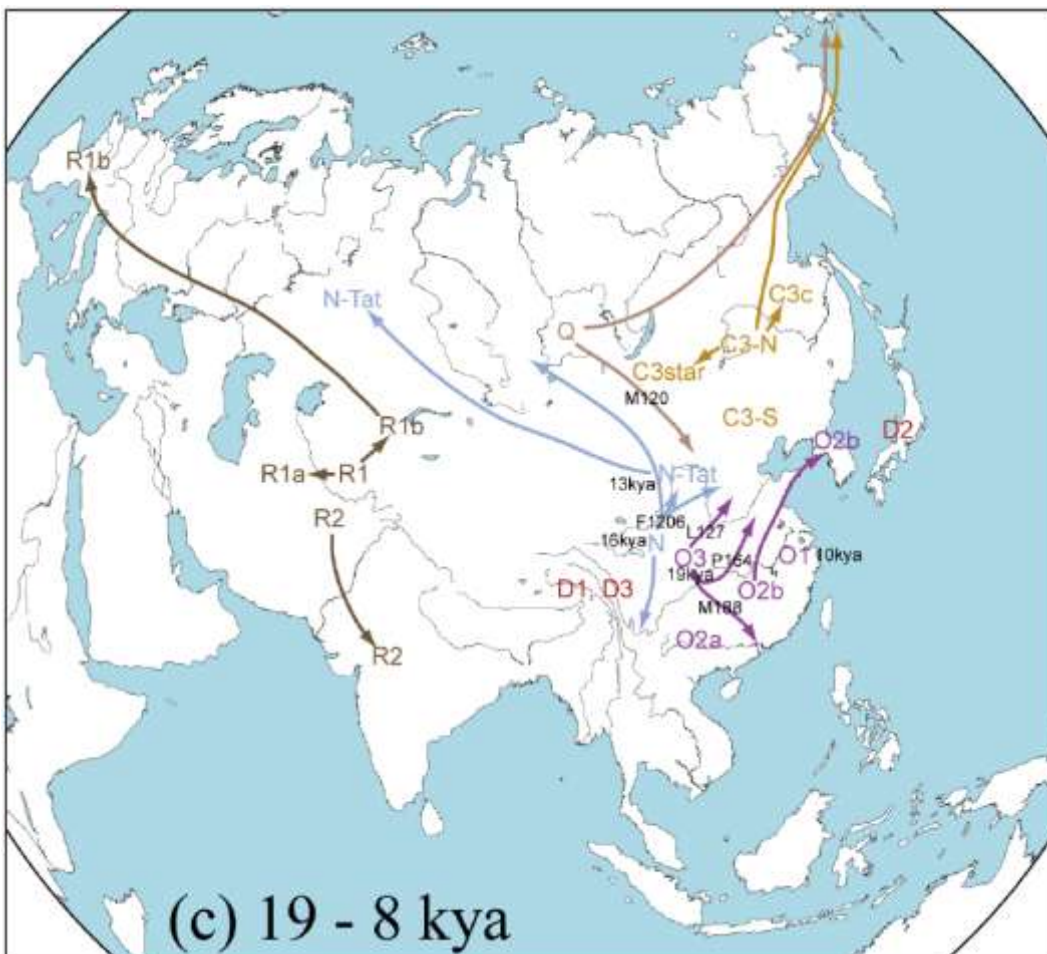 R1b
N-Tat
C3c
Q
C3-N
C3star
M120
C3-S
R1b
O2b
D2
R1a
R1
N-Tat
13kya
R2
F1206
L127
16kya
N
O3
P164
O1
10kya
19kya
D1, D3
O2b
M188
O2a
R2
(c) 19 - 8 kya